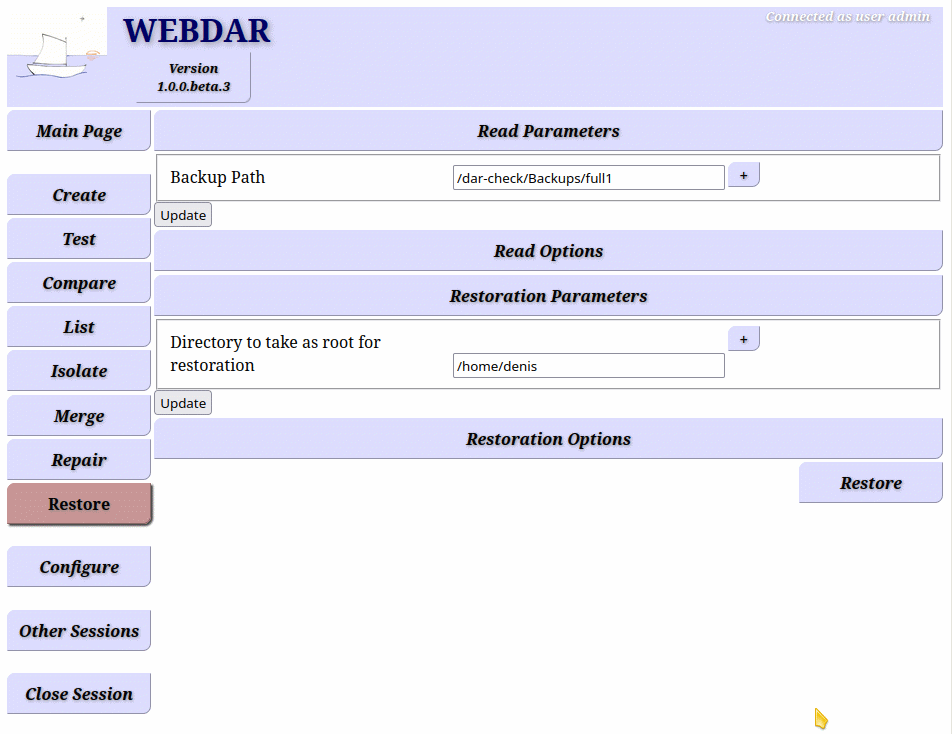 Connected as user admin
WEBDAR
Version
1.0.0.beta.3
Main Page
Create
Test
Compare
List
Isolate
Merge
Repair
Restore
Configure
Other Sessions
Close Session
Read Parameters
Backup Path
/dar-check/Backups/full1
+
Update
Read Options
Restoration Parameters
Directory to take as root for
restoration
/home/denis
+
Update
Restoration Options
Restore